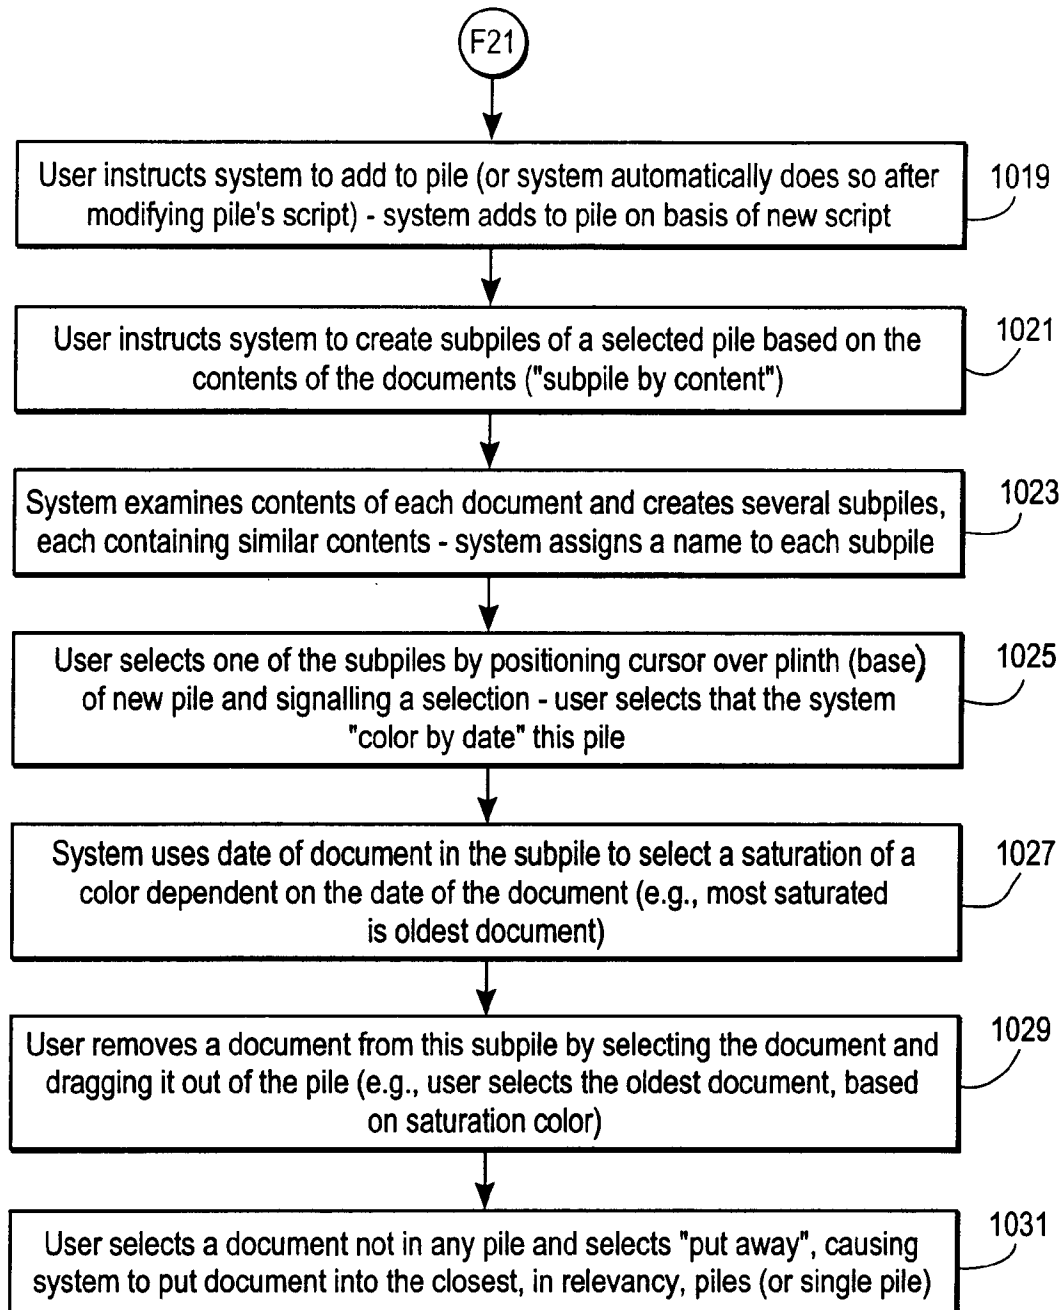 F21
User instructs system to add to pile (or system automatically does so after
modifying pile's script) - system adds to pile on basis of new script
1019
User instructs system to create subpiles of a selected pile based on the
contents of the documents ("subpile by content")
1021
System examines contents of each document and creates several subpiles,
each containing similar contents - system assigns a name to each subpile
1023
User selects one of the subpiles by positioning cursor over plinth (base)
of new pile and signalling a selection - user selects that the system
"color by date" this pile
1025
System uses date of document in the subpile to select a saturation of a
color dependent on the date of the document (e.g., most saturated
is oldest document)
1027
User removes a document from this subpile by selecting the document and
dragging it out of the pile (e.g., user selects the oldest document, based
on saturation color)
1029
User selects a document not in any pile and selects "put away", causing
system to put document into the closest, in relevancy, piles (or single pile)
1031